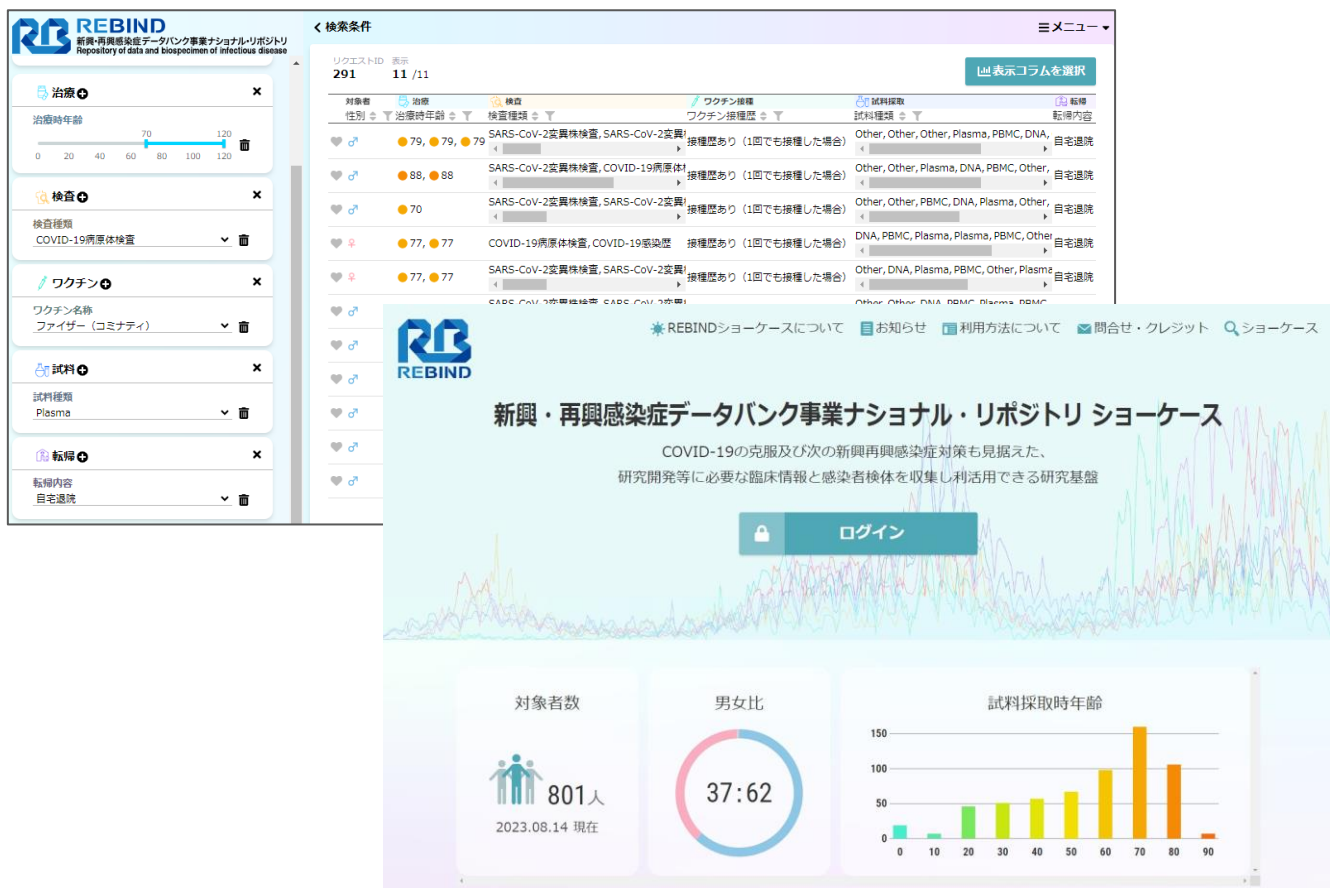 REBIND
新興・再興感染症データバンク事業ナショナル・リポジトリ
Repository of data and biospecimen of infectious disease
治療
治療時年齢
70 120
0 20 40 60 80 100 120
検査
検査種類
COVID-19病原体検査
ワクチン
ワクチン名称
ファイザー（コミナティ）
試料
試料種類
Plasma
転帰
転帰内容
自宅退院
検索条件
メニュー
リクエストID 表示
291 11 /11
表示コラムを選択
対象者 治療 検査 ワクチン接種 試料採取 転帰
性別 治療時年齢 検査種類 ワクチン接種歴 試料種類 転帰内容
79, 79, 79 SARS-CoV-2変異株検査, SARS-CoV-2変異 接種歴あり（1回でも接種した場合） Other, Other, Other, Plasma, PBMC, DNA, 自宅退院
88, 88 SARS-CoV-2変異株検査, COVID-19病原体 接種歴あり（1回でも接種した場合） Other, Other, Plasma, DNA, PBMC, Other, 自宅退院
70 SARS-CoV-2変異株検査, SARS-CoV-2変異 接種歴あり（1回でも接種した場合） Other, Other, PBMC, DNA, Plasma, Other, 自宅退院
77, 77 COVID-19病原体検査, COVID-19感染歴 接種歴あり（1回でも接種した場合） DNA, PBMC, Plasma, Plasma, PBMC, Other 自宅退院
77, 77 SARS-CoV-2変異株検査, SARS-CoV-2変異 接種歴あり（1回でも接種した場合） Other, DNA, Plasma, PBMC, Other, Plasma 自宅退院
REBIND
REBINDショーケースについて お知らせ 利用方法について 問合せ・クレジット ショーケース
新興・再興感染症データバンク事業ナショナル・リポジトリ ショーケース
COVID-19の克服及び次の新興再興感染症対策も見据えた、
研究開発等に必要な臨床情報と感染者検体を収集し利活用できる研究基盤
ログイン
対象者数
801人
2023.08.14 現在
男女比
37:62
試料採取時年齢
150
100
50
0
0 10 20 30 40 50 60 70 80 90